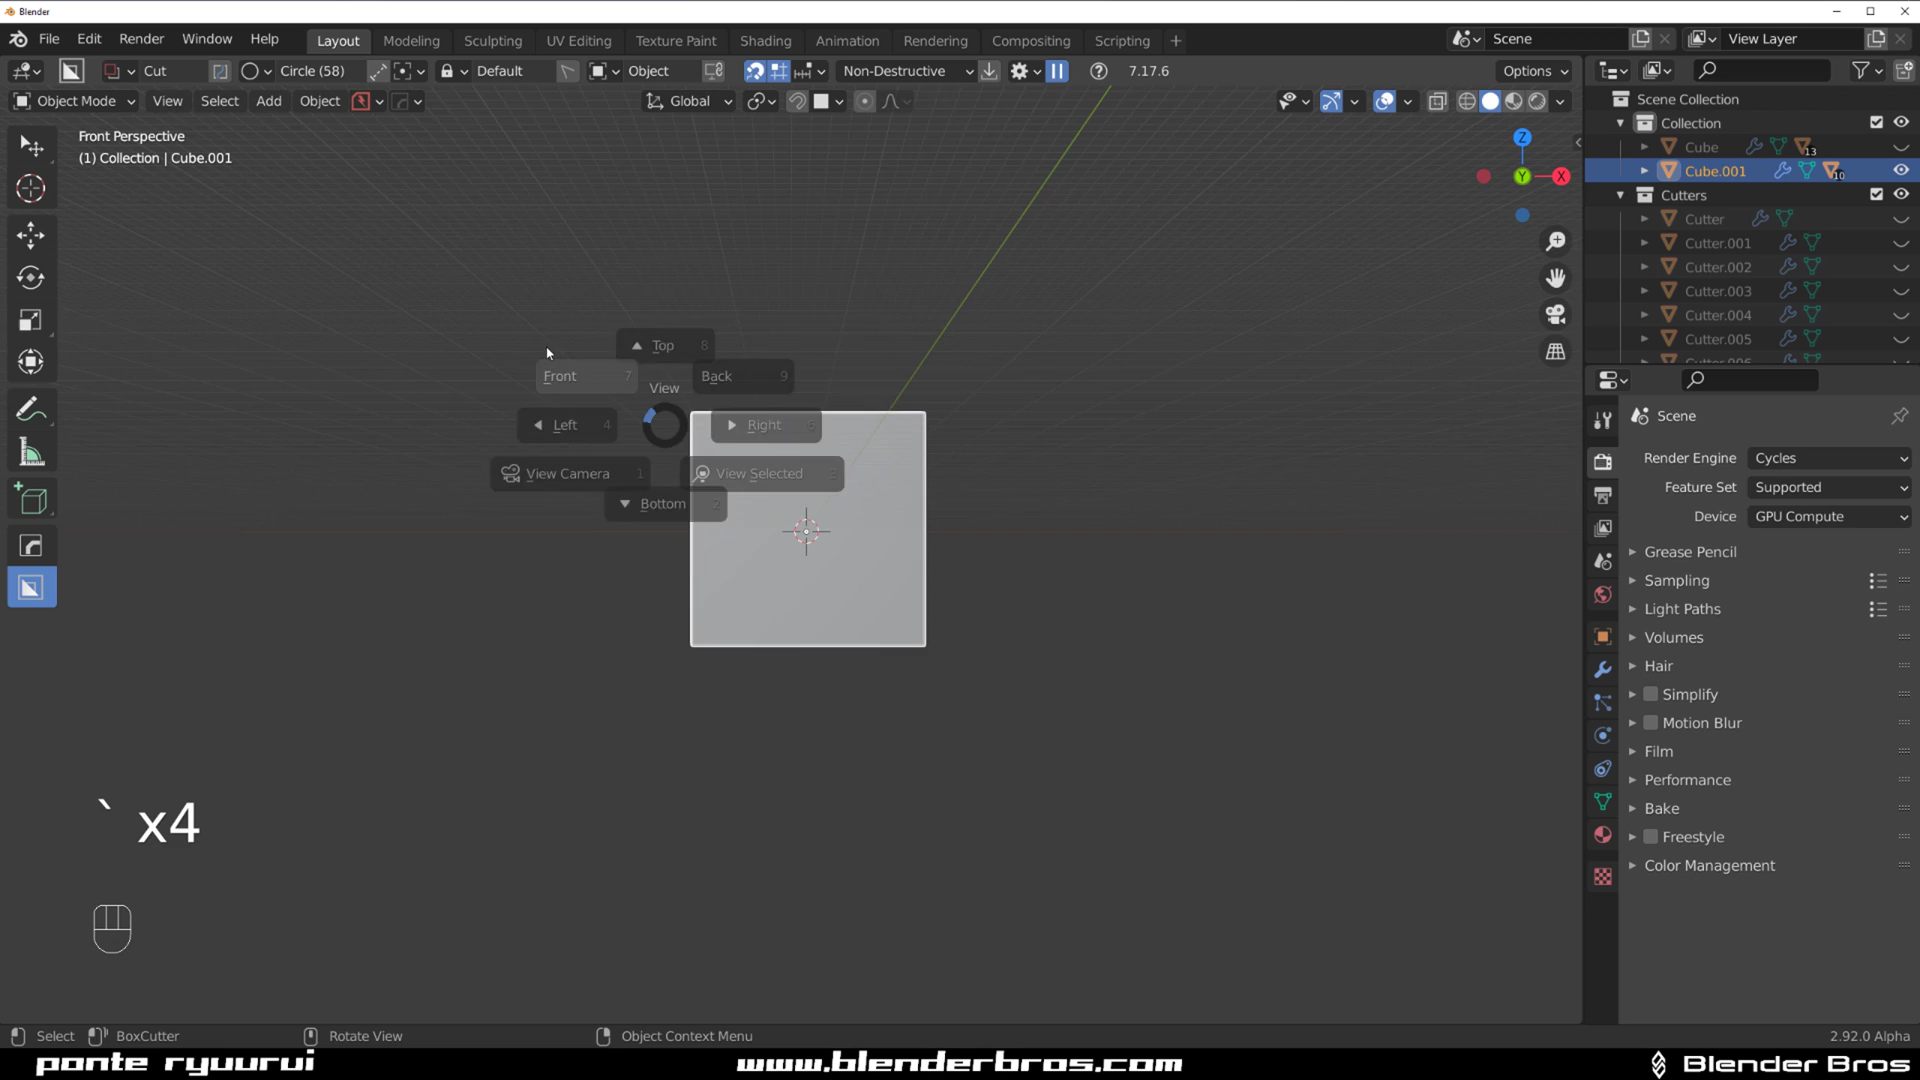 Blender
File Edit Render Window Help Layout Modeling Sculpting UV Editing Texture Paint Shading Animation Rendering Compositing Scripting + Scene View Layer
Cut Circle (58) Default Object Non-Destructive 7.17.6 Options
Object Mode View Select Add Object Global
Front Perspective
(1) Collection | Cube.001
Z
Y
X
Top 8
Front 7
Back 9
View
Left 4
Right 6
View Camera 1
View Selected 3
Bottom 2
` x4
Scene Collection
Collection
Cube 13
Cube.001 10
Cutters
Cutter
Cutter.001
Cutter.002
Cutter.003
Cutter.004
Cutter.005
Scene
Render Engine Cycles
Feature Set Supported
Device GPU Compute
Grease Pencil
Sampling
Light Paths
Volumes
Hair
Simplify
Motion Blur
Film
Performance
Bake
Freestyle
Color Management
Select BoxCutter Rotate View Object Context Menu 2.92.0 Alpha
ponte ryuurui www.blenderbros.com Blender Bros